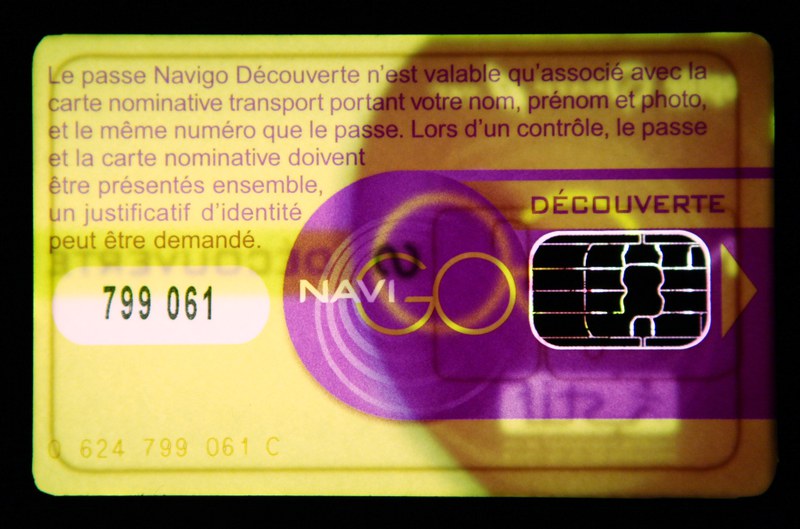 Le passe Navigo Découverte n'est valable qu'associé avec la
carte nominative transport portant votre nom, prénom et photo,
et le même numéro que le passe. Lors d'un contrôle, le passe
et la carte nominative doivent
être présentés ensemble,
un justificatif d'identité
peut être demandé.
DÉCOUVERTE
NAVIGO
799 061
0 624 799 061 C